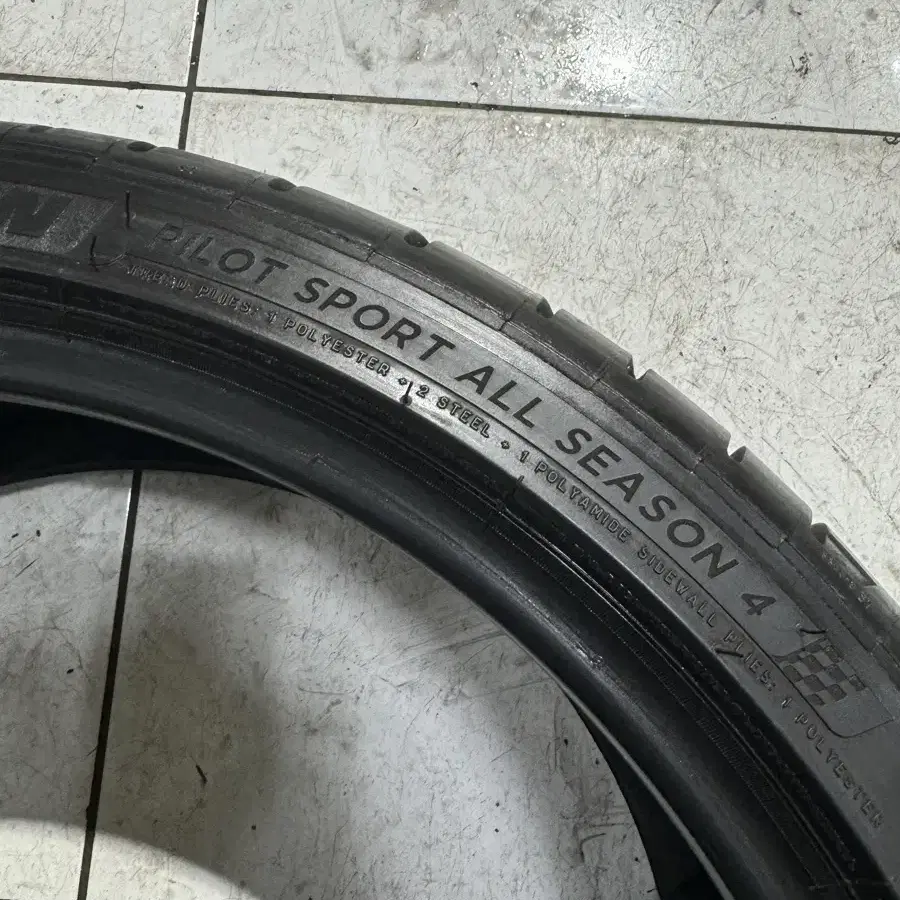 N
PILOT SPORT ALL SEASON 4
TREAD PLIES: 1 POLYESTER + 2 STEEL + 1 POLYAMIDE SIDEWALL PLIES: 1 POLYESTER